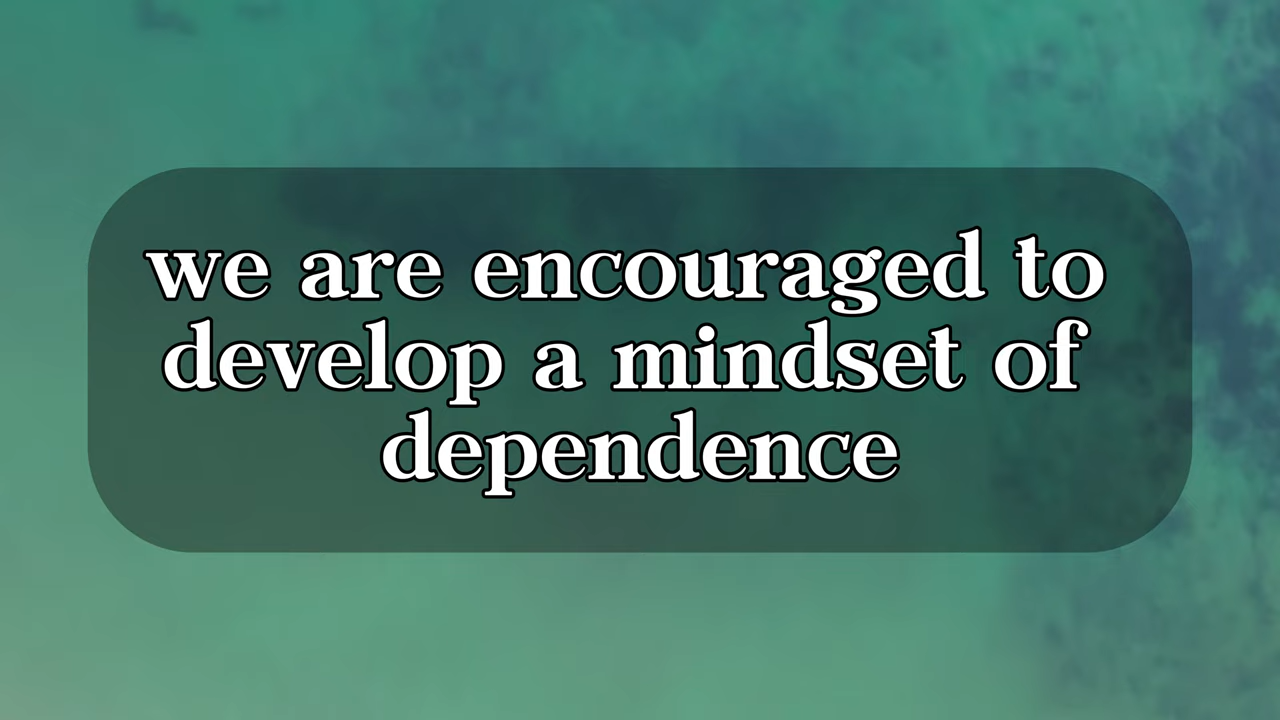 we are encouraged to
develop a mindset of
dependence